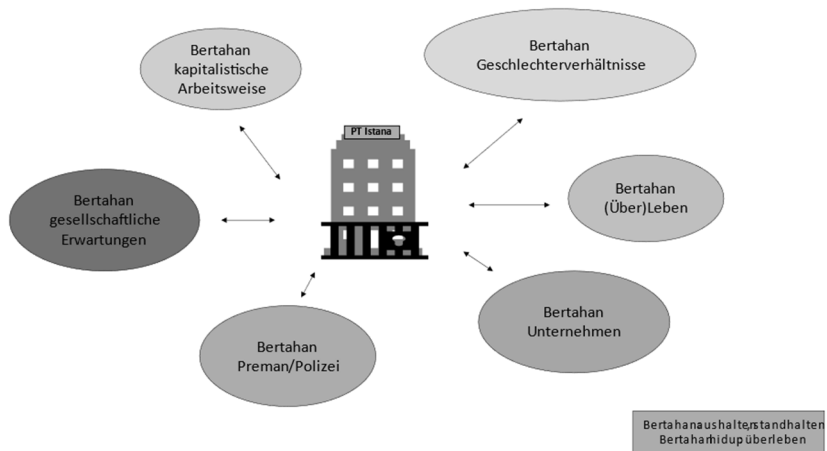 Bertahan
kapitalistische
Arbeitsweise
Bertahan
Geschlechterverhältnisse
PT Istana
Bertahan
gesellschaftliche
Erwartungen
Bertahan
(Über)Leben
Bertahan
Unternehmen
Bertahan
Preman/Polizei
Bertahan aushalten, standhalten
Bertahan hidup überleben